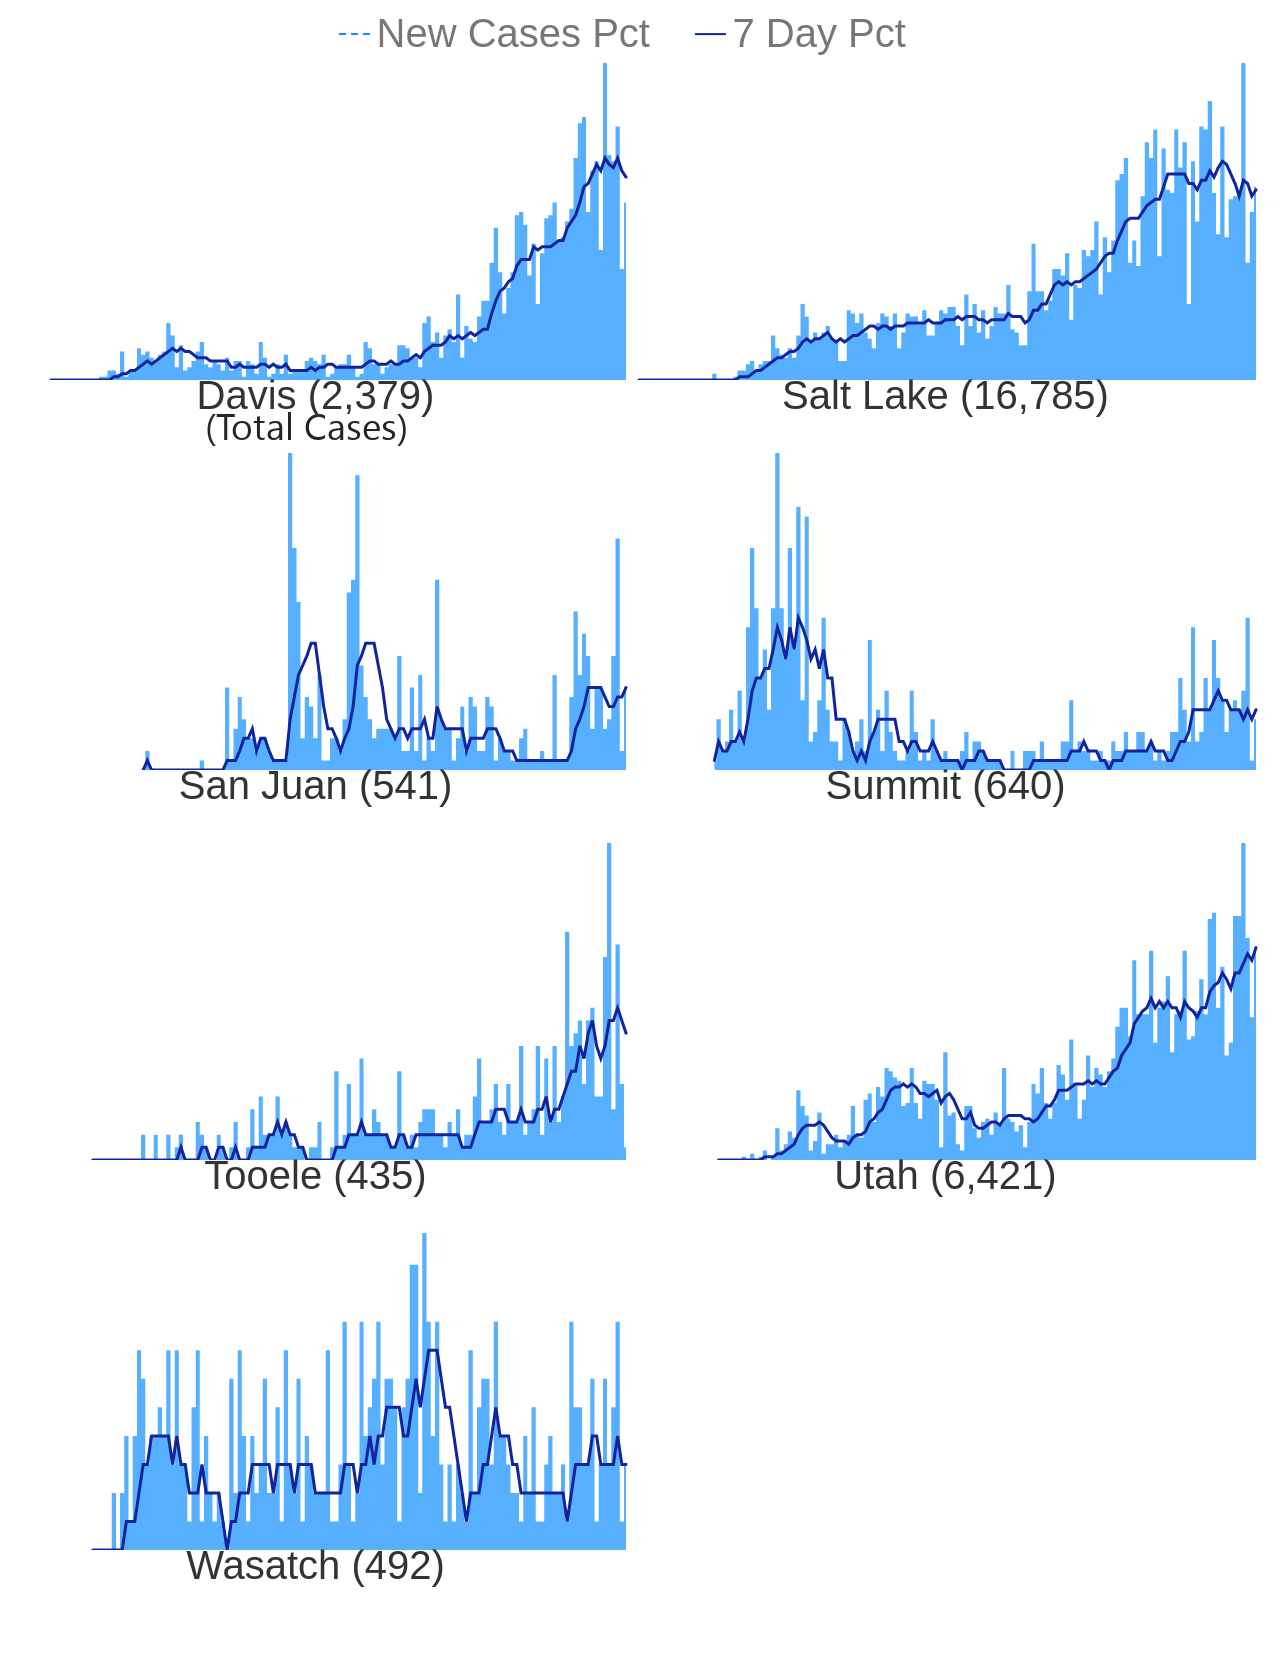 New Cases Pct 7 Day Pct
Davis (2,379)
(Total Cases)
Salt Lake (16,785)
San Juan (541)
Summit (640)
Tooele (435)
Utah (6,421)
Wasatch (492)